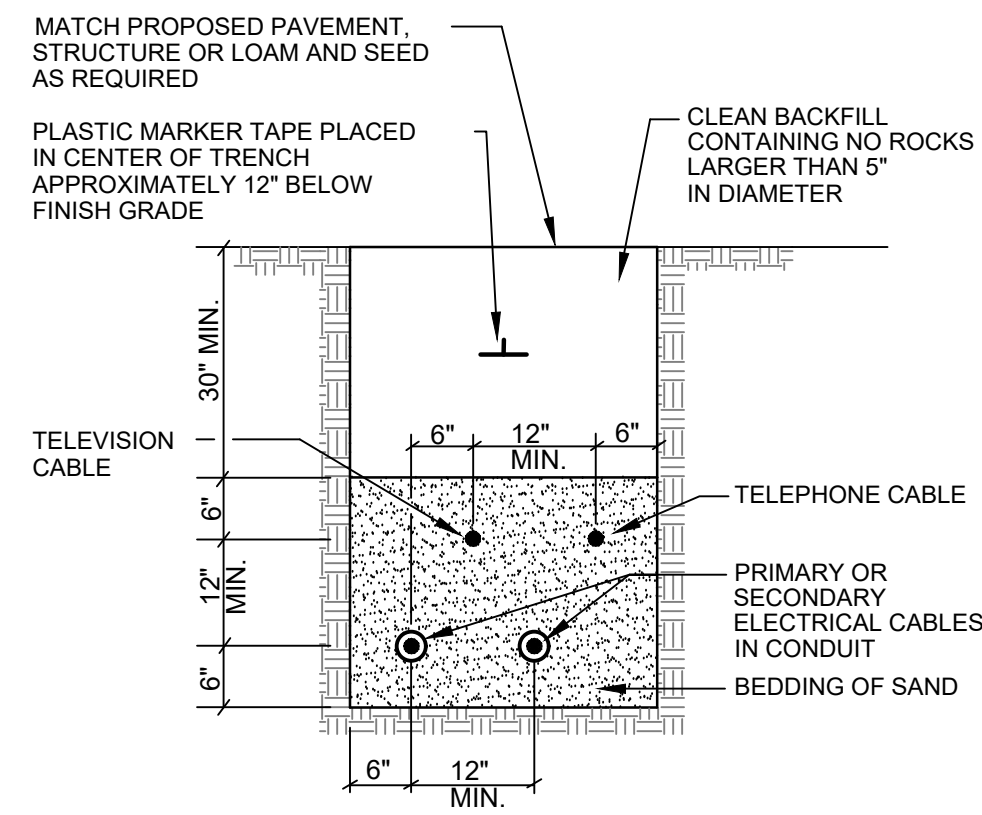 MATCH PROPOSED PAVEMENT,
STRUCTURE OR LOAM AND SEED
AS REQUIRED
PLASTIC MARKER TAPE PLACED
IN CENTER OF TRENCH
APPROXIMATELY 12" BELOW
FINISH GRADE
CLEAN BACKFILL
CONTAINING NO ROCKS
LARGER THAN 5"
IN DIAMETER
30" MIN.
TELEVISION
CABLE
6"
12"
MIN.
6"
TELEPHONE CABLE
6"
12"
MIN.
6"
PRIMARY OR
SECONDARY
ELECTRICAL CABLES
IN CONDUIT
BEDDING OF SAND
6"
12"
MIN.